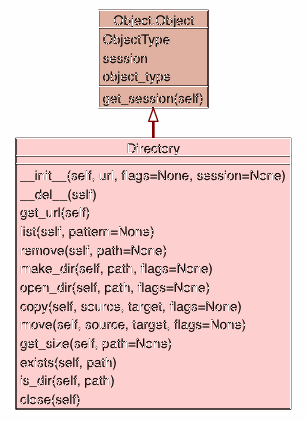 Object.Object
ObjectType
session
object_type
get_session(self)
Directory
__init__(self, url, flags=None, session=None)
__del__(self)
get_url(self)
list(self, pattern=None)
remove(self, path=None)
make_dir(self, path, flags=None)
open_dir(self, path, flags=None)
copy(self, source, target, flags=None)
move(self, source, target, flags=None)
get_size(self, path=None)
exists(self, path)
is_dir(self, path)
close(self)